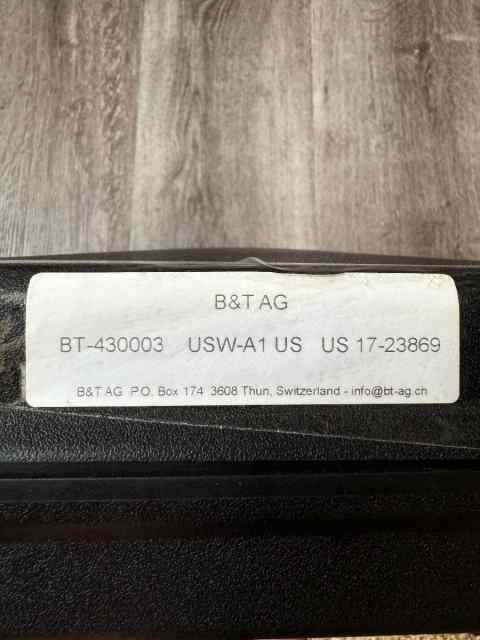 B&T AG
BT-430003 USW-A1 US US 17-23869
B&T AG P.O. Box 174 3608 Thun, Switzerland - info@bt-ag.ch